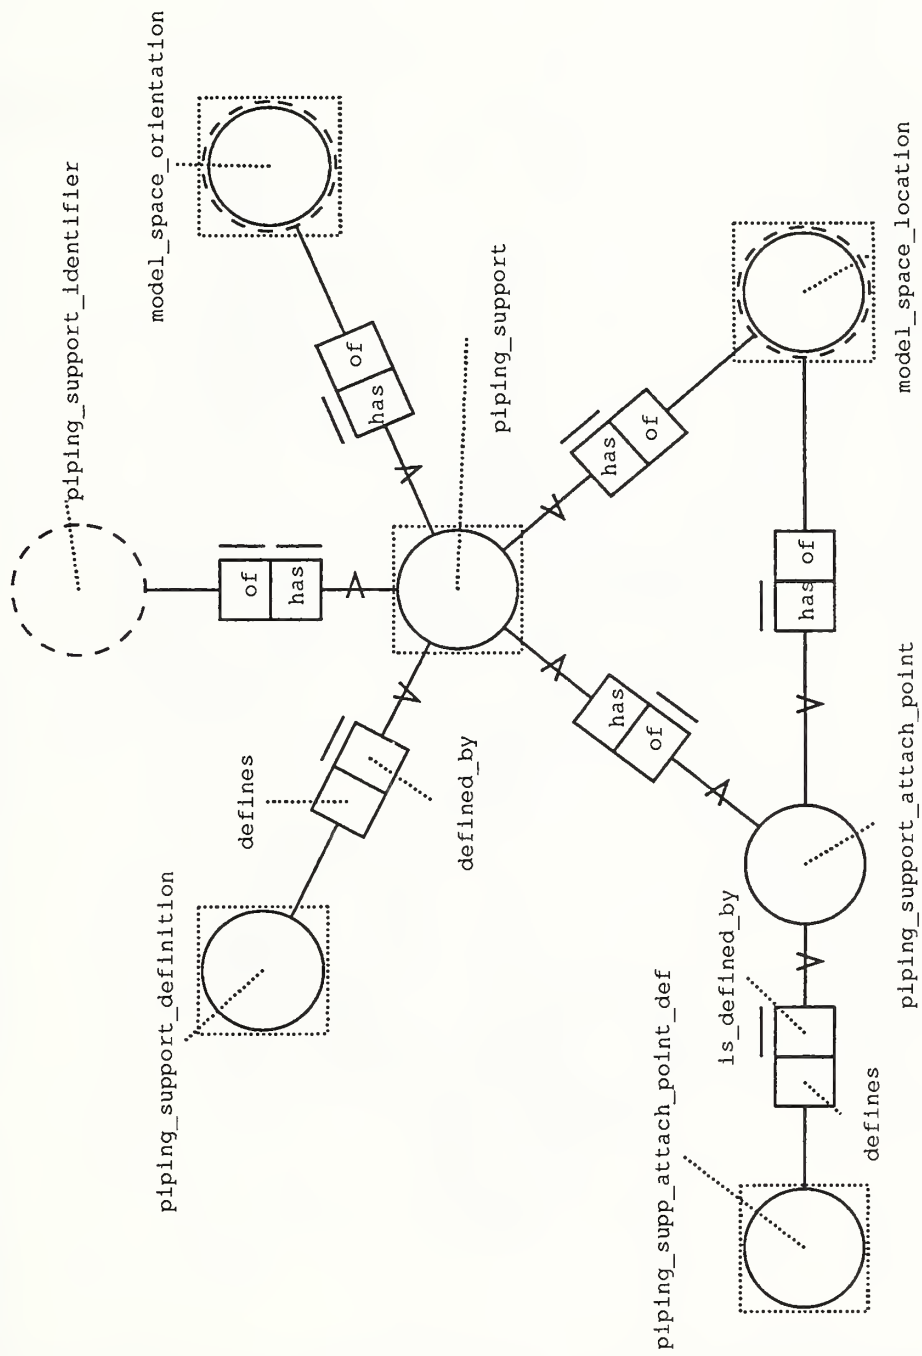 piping_support_identifier
model_space_orientation
of
has
of
has
piping_support
defines
defined_by
piping_support_definition
has
of
has
of
model_space_location
has
of
piping_support_attach_point
is_defined_by
defines
piping_supp_attach_point_def